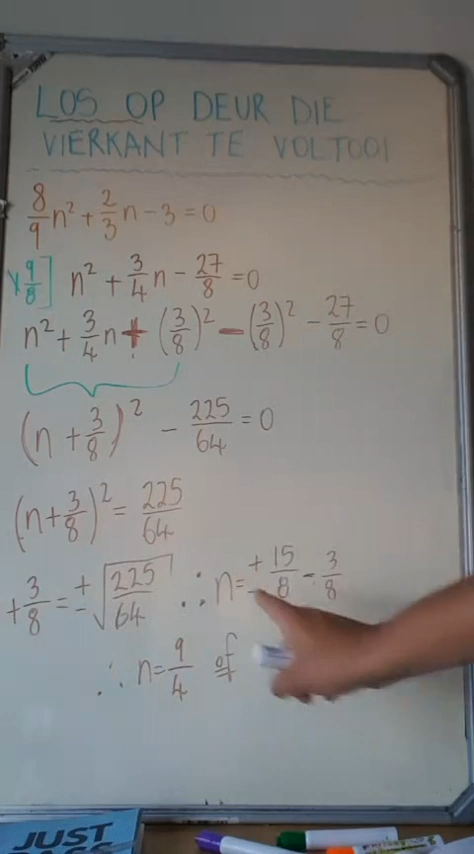 LOS OP DEUR DIE
VIERKANT TE VOLTOOI
8/9 n² + 2/3 n - 3 = 0
x 9/8] n² + 3/4 n - 27/8 = 0
n² + 3/4 n + (3/8)² - (3/8)² - 27/8 = 0
(n + 3/8)² - 225/64 = 0
(n + 3/8)² = 225/64
+ 3/8 = ± √225/64 ∴ n = ± 15/8 - 3/8
∴ n = 9/4 of
JUST